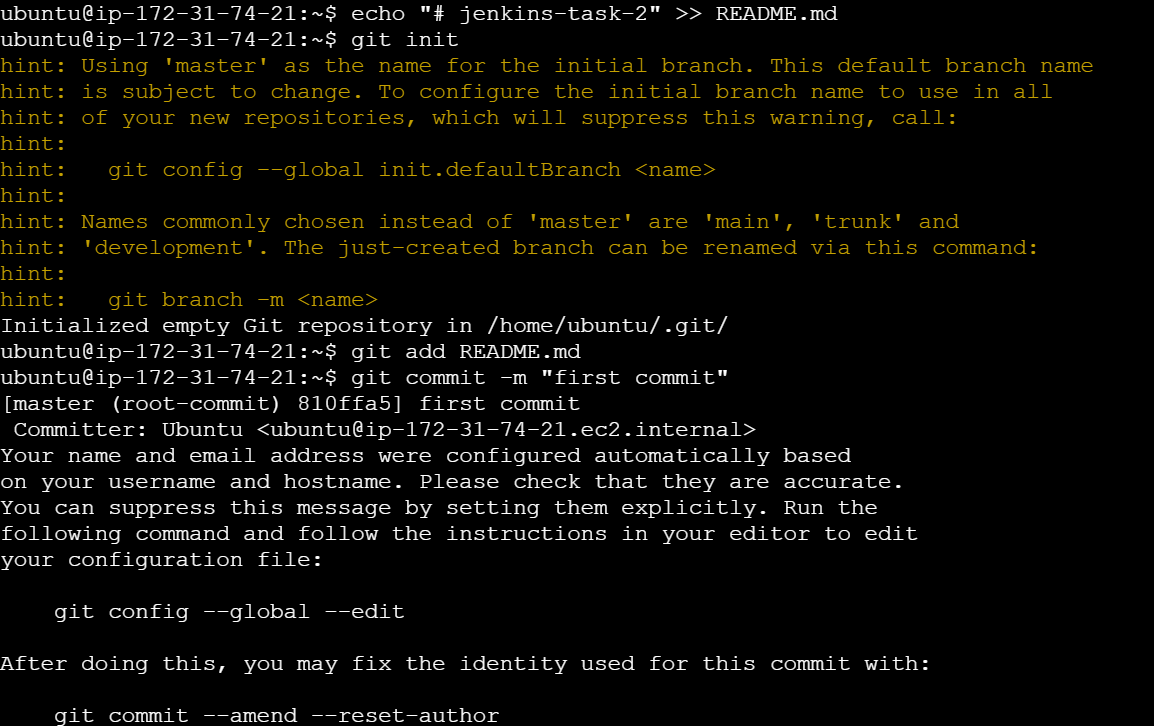 ubuntu@ip-172-31-74-21:~$ echo "# jenkins-task-2" >> README.md
ubuntu@ip-172-31-74-21:~$ git init
hint: Using 'master' as the name for the initial branch. This default branch name
hint: is subject to change. To configure the initial branch name to use in all
hint: of your new repositories, which will suppress this warning, call:
hint:
hint:   git config --global init.defaultBranch <name>
hint:
hint: Names commonly chosen instead of 'master' are 'main', 'trunk' and
hint: 'development'. The just-created branch can be renamed via this command:
hint:
hint:   git branch -m <name>
Initialized empty Git repository in /home/ubuntu/.git/
ubuntu@ip-172-31-74-21:~$ git add README.md
ubuntu@ip-172-31-74-21:~$ git commit -m "first commit"
[master (root-commit) 810ffa5] first commit
 Committer: Ubuntu <ubuntu@ip-172-31-74-21.ec2.internal>
Your name and email address were configured automatically based
on your username and hostname. Please check that they are accurate.
You can suppress this message by setting them explicitly. Run the
following command and follow the instructions in your editor to edit
your configuration file:

    git config --global --edit

After doing this, you may fix the identity used for this commit with:

    git commit --amend --reset-author